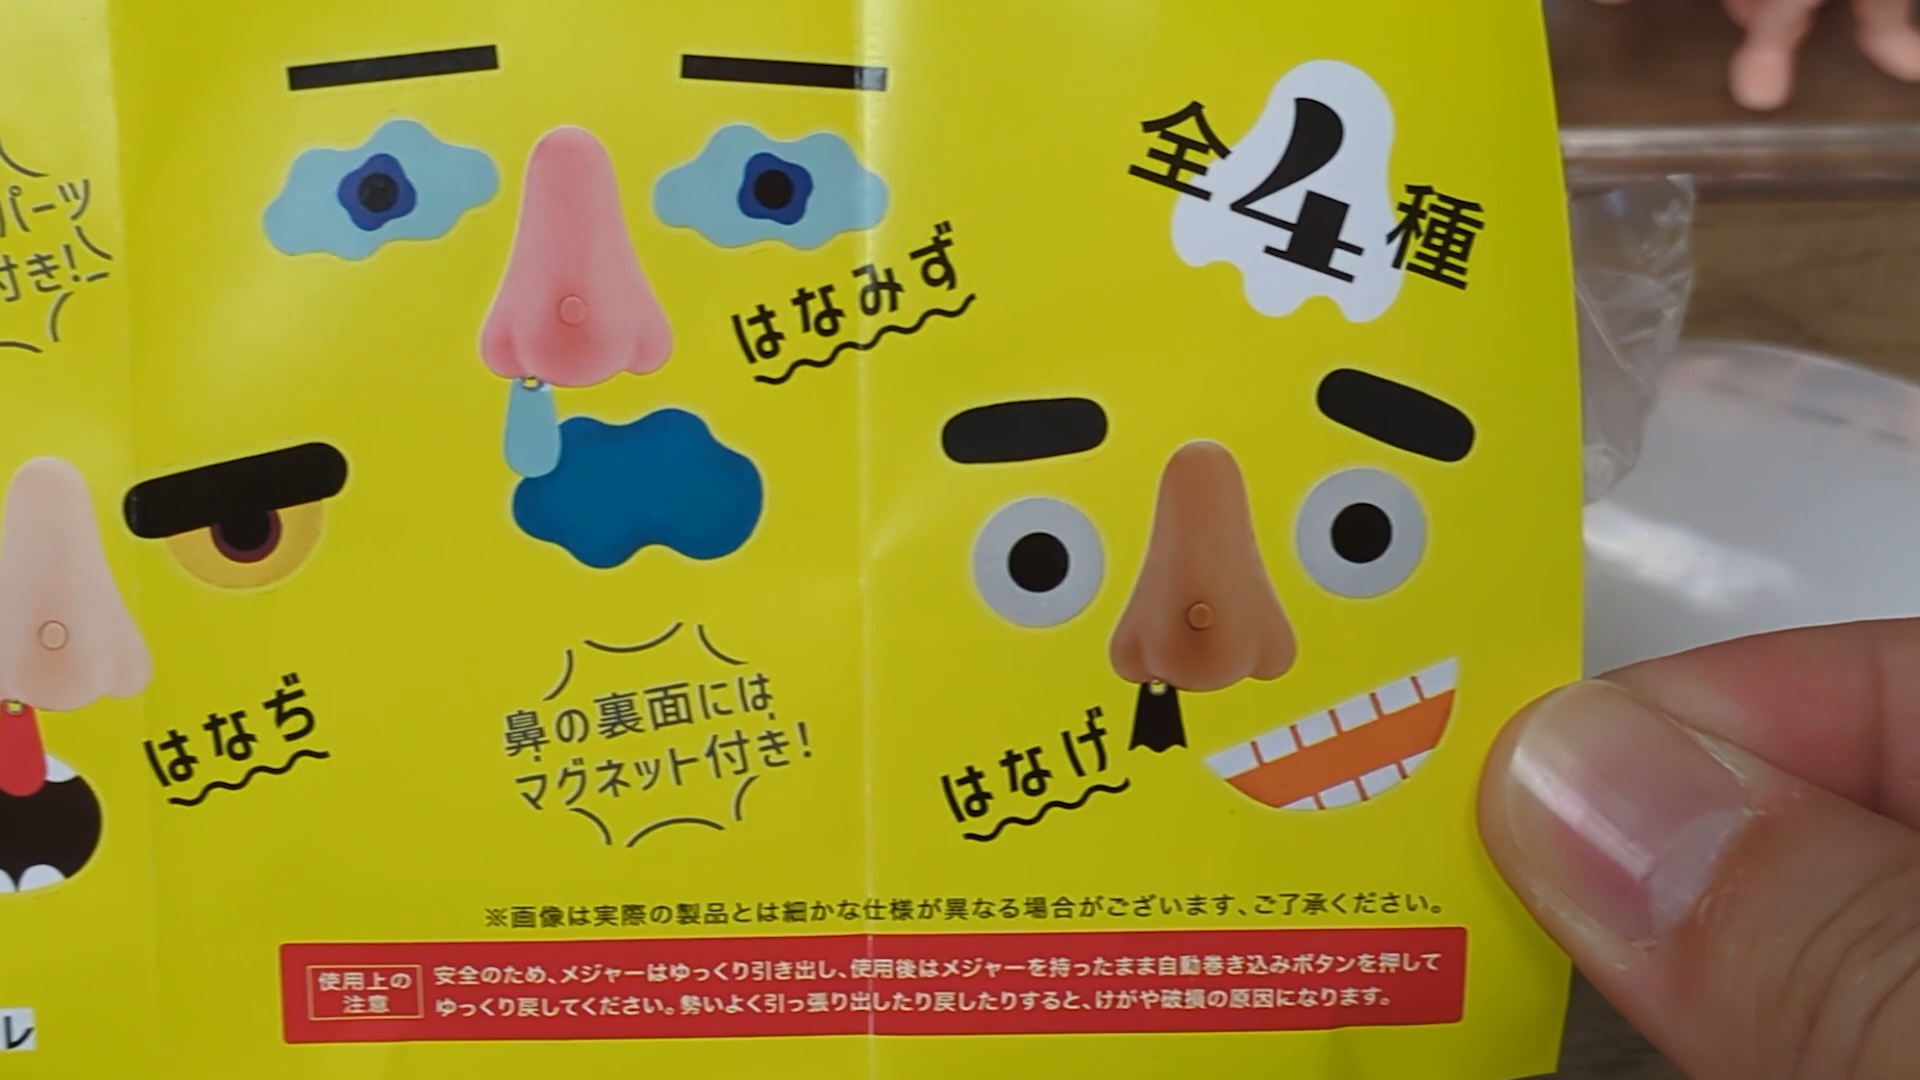 パーツ
付き!
はなみず
全4種
はなぢ
鼻の裏面には
マグネット付き!
はなげ
※画像は実際の製品とは細かな仕様が異なる場合がございます、ご了承ください。
使用上の
注意
安全のため、メジャーはゆっくり引き出し、使用後はメジャーを持ったまま自動巻き込みボタンを押して
ゆっくり戻してください。勢いよく引っ張り出したり戻したりすると、けがや破損の原因になります。
レ